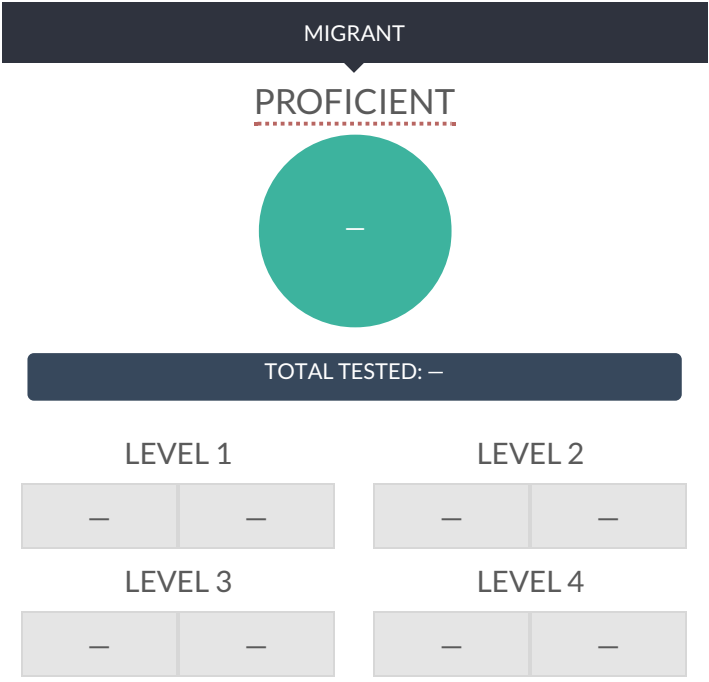 MIGRANT
PROFICIENT
—
TOTAL TESTED: —
LEVEL 1 LEVEL 2
— — — —
LEVEL 3 LEVEL 4
— — — —